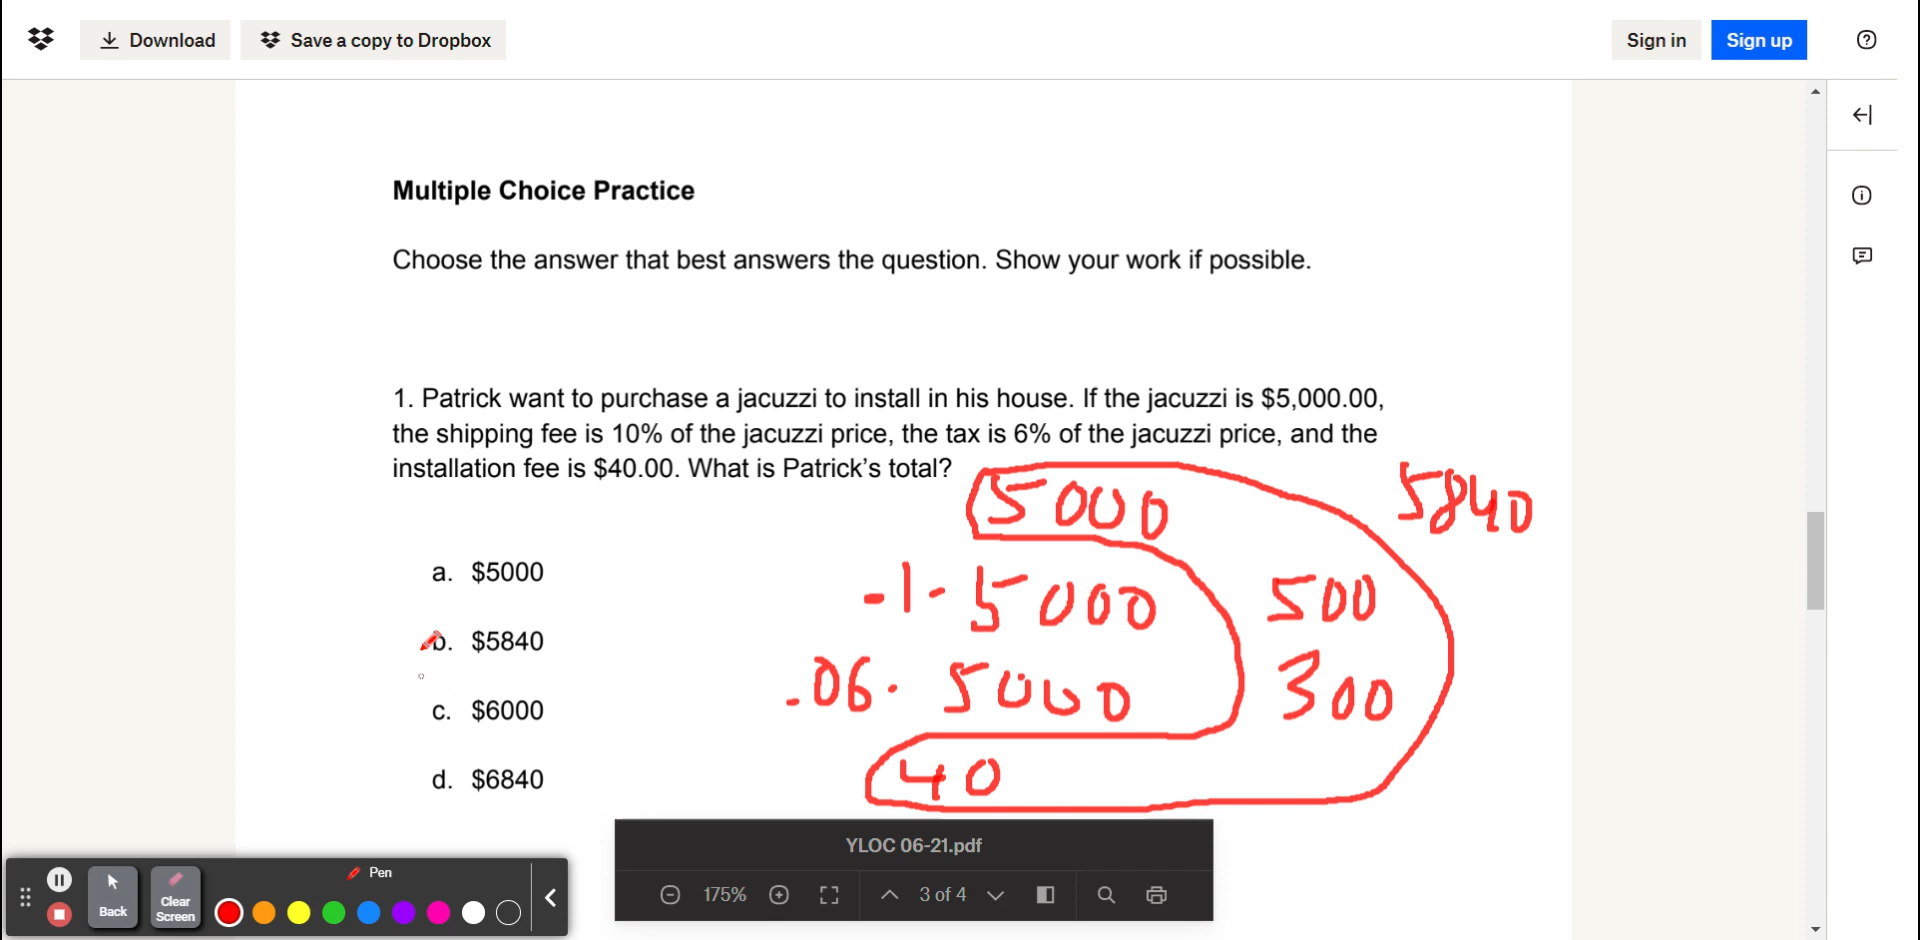 Download
Save a copy to Dropbox
Sign in
Sign up
Multiple Choice Practice
Choose the answer that best answers the question. Show your work if possible.
1. Patrick want to purchase a jacuzzi to install in his house. If the jacuzzi is $5,000.00,
the shipping fee is 10% of the jacuzzi price, the tax is 6% of the jacuzzi price, and the
installation fee is $40.00. What is Patrick's total?
5000
5840
a. $5000
.1 · 5000
500
b. $5840
.06 · 5000
300
c. $6000
40
d. $6840
YLOC 06-21.pdf
175%
3 of 4
Pen
Back
Clear
Screen